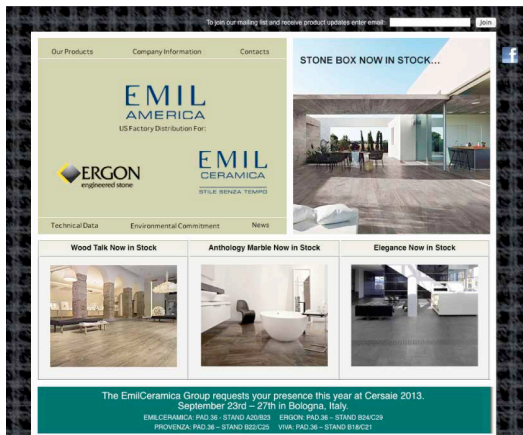 To join our mailing list and receive product updates enter email:
Join
Our Products
Company Information
Contacts
EMIL
AMERICA
US Factory Distribution For:
ERGON
engineered stone
EMIL
CERAMICA
STILE SENZA TEMPO
Technical Data
Environmental Commitment
News
STONE BOX NOW IN STOCK...
f
Wood Talk Now in Stock
Anthology Marble Now in Stock
Elegance Now in Stock
The EmilCeramica Group requests your presence this year at Cersaie 2013.
September 23rd – 27th in Bologna, Italy.
EMILCERAMICA: PAD.36 - STAND A20/B23 ERGON: PAD.36 – STAND B24/C29
PROVENZA: PAD.36 – STAND B22/C25 VIVA: PAD.36 – STAND B18/C21